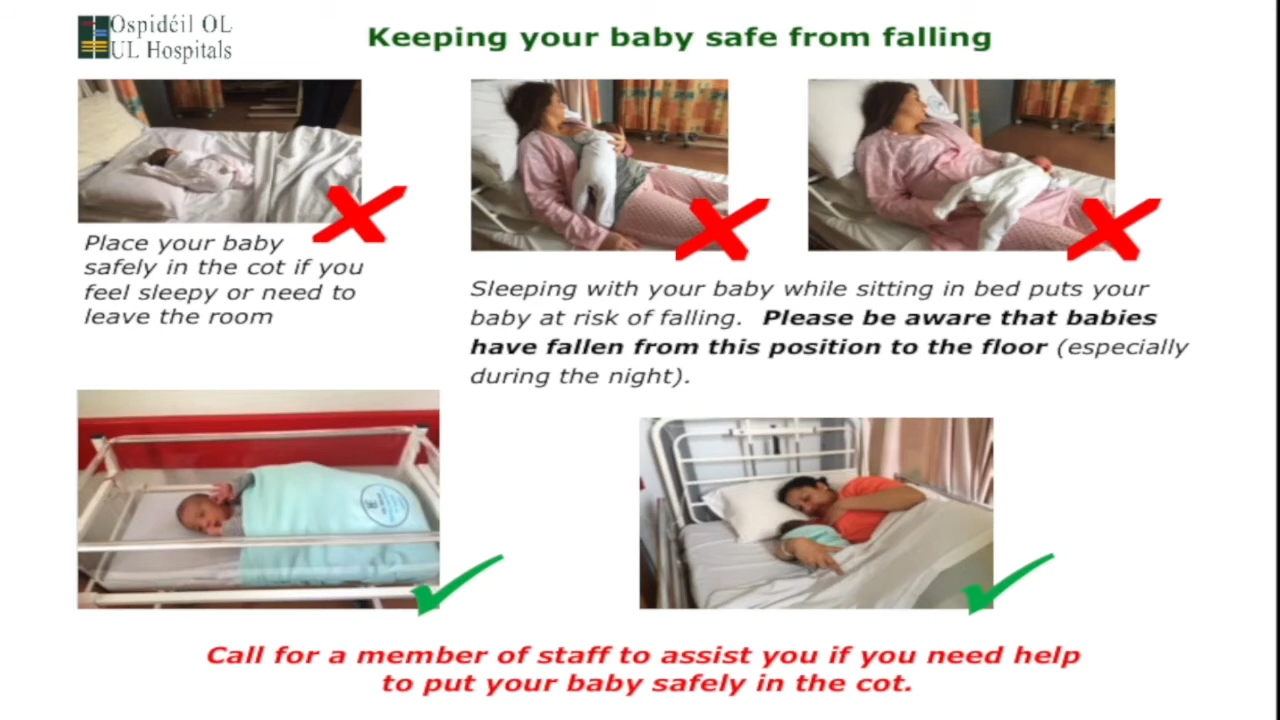 Ospidéil OL
UL Hospitals
Keeping your baby safe from falling
Place your baby
safely in the cot if you
feel sleepy or need to
leave the room
Sleeping with your baby while sitting in bed puts your
baby at risk of falling. Please be aware that babies
have fallen from this position to the floor (especially
during the night).
Call for a member of staff to assist you if you need help
to put your baby safely in the cot.